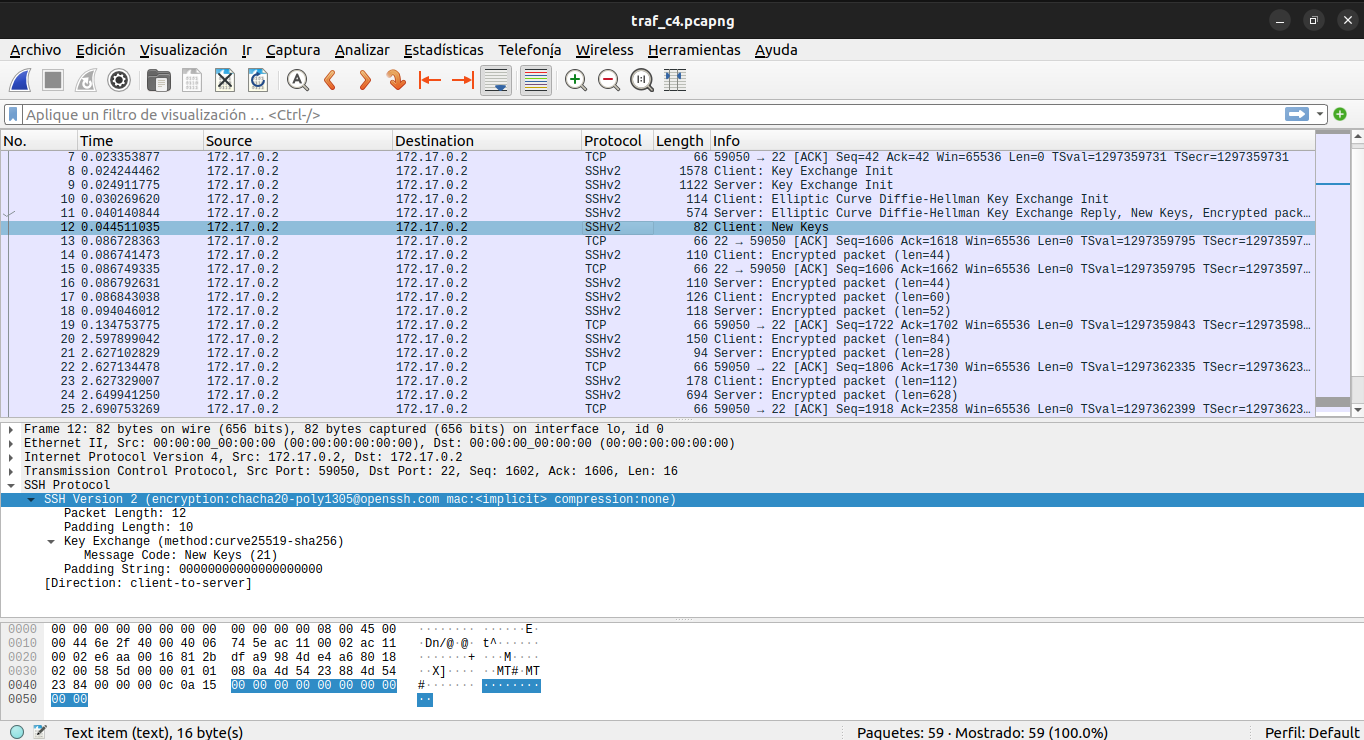 traf_c4.pcapng
Archivo Edición Visualización Ir Captura Analizar Estadísticas Telefonía Wireless Herramientas Ayuda
Aplique un filtro de visualización … <Ctrl-/>
No. Time Source Destination Protocol Length Info
7 0.023353877 172.17.0.2 172.17.0.2 TCP 66 59050 → 22 [ACK] Seq=42 Ack=42 Win=65536 Len=0 TSval=1297359731 TSecr=1297359731
8 0.024244462 172.17.0.2 172.17.0.2 SSHv2 1578 Client: Key Exchange Init
9 0.024911775 172.17.0.2 172.17.0.2 SSHv2 1122 Server: Key Exchange Init
10 0.030269620 172.17.0.2 172.17.0.2 SSHv2 114 Client: Elliptic Curve Diffie-Hellman Key Exchange Init
11 0.040140844 172.17.0.2 172.17.0.2 SSHv2 574 Server: Elliptic Curve Diffie-Hellman Key Exchange Reply, New Keys, Encrypted pack…
12 0.044511035 172.17.0.2 172.17.0.2 SSHv2 82 Client: New Keys
13 0.086728363 172.17.0.2 172.17.0.2 TCP 66 22 → 59050 [ACK] Seq=1606 Ack=1618 Win=65536 Len=0 TSval=1297359795 TSecr=12973597…
14 0.086741473 172.17.0.2 172.17.0.2 SSHv2 110 Client: Encrypted packet (len=44)
15 0.086749335 172.17.0.2 172.17.0.2 TCP 66 22 → 59050 [ACK] Seq=1606 Ack=1662 Win=65536 Len=0 TSval=1297359795 TSecr=12973597…
16 0.086792631 172.17.0.2 172.17.0.2 SSHv2 110 Server: Encrypted packet (len=44)
17 0.086843038 172.17.0.2 172.17.0.2 SSHv2 126 Client: Encrypted packet (len=60)
18 0.094046012 172.17.0.2 172.17.0.2 SSHv2 118 Server: Encrypted packet (len=52)
19 0.134753775 172.17.0.2 172.17.0.2 TCP 66 59050 → 22 [ACK] Seq=1722 Ack=1702 Win=65536 Len=0 TSval=1297359843 TSecr=12973598…
20 2.597899042 172.17.0.2 172.17.0.2 SSHv2 150 Client: Encrypted packet (len=84)
21 2.627102829 172.17.0.2 172.17.0.2 SSHv2 94 Server: Encrypted packet (len=28)
22 2.627134478 172.17.0.2 172.17.0.2 TCP 66 59050 → 22 [ACK] Seq=1806 Ack=1730 Win=65536 Len=0 TSval=1297362335 TSecr=12973623…
23 2.627329007 172.17.0.2 172.17.0.2 SSHv2 178 Client: Encrypted packet (len=112)
24 2.649941250 172.17.0.2 172.17.0.2 SSHv2 694 Server: Encrypted packet (len=628)
25 2.690753269 172.17.0.2 172.17.0.2 TCP 66 59050 → 22 [ACK] Seq=1918 Ack=2358 Win=65536 Len=0 TSval=1297362399 TSecr=12973623…
Frame 12: 82 bytes on wire (656 bits), 82 bytes captured (656 bits) on interface lo, id 0
Ethernet II, Src: 00:00:00_00:00:00 (00:00:00:00:00:00), Dst: 00:00:00_00:00:00 (00:00:00:00:00:00)
Internet Protocol Version 4, Src: 172.17.0.2, Dst: 172.17.0.2
Transmission Control Protocol, Src Port: 59050, Dst Port: 22, Seq: 1602, Ack: 1606, Len: 16
SSH Protocol
SSH Version 2 (encryption:chacha20-poly1305@openssh.com mac:<implicit> compression:none)
Packet Length: 12
Padding Length: 10
Key Exchange (method:curve25519-sha256)
Message Code: New Keys (21)
Padding String: 00000000000000000000
[Direction: client-to-server]
0000 00 00 00 00 00 00 00 00 00 00 00 00 08 00 45 00 ········ ······E·
0010 00 44 6e 2f 40 00 40 06 74 5e ac 11 00 02 ac 11 ·Dn/@·@· t^······
0020 00 02 e6 aa 00 16 81 2b df a9 98 4d e4 a6 80 18 ·······+ ···M····
0030 02 00 58 5d 00 00 01 01 08 0a 4d 54 23 88 4d 54 ··X]···· ··MT#·MT
0040 23 84 00 00 00 0c 0a 15 00 00 00 00 00 00 00 00 #······· ········
0050 00 00 ··
Text item (text), 16 byte(s) Paquetes: 59 · Mostrado: 59 (100.0%) Perfil: Default